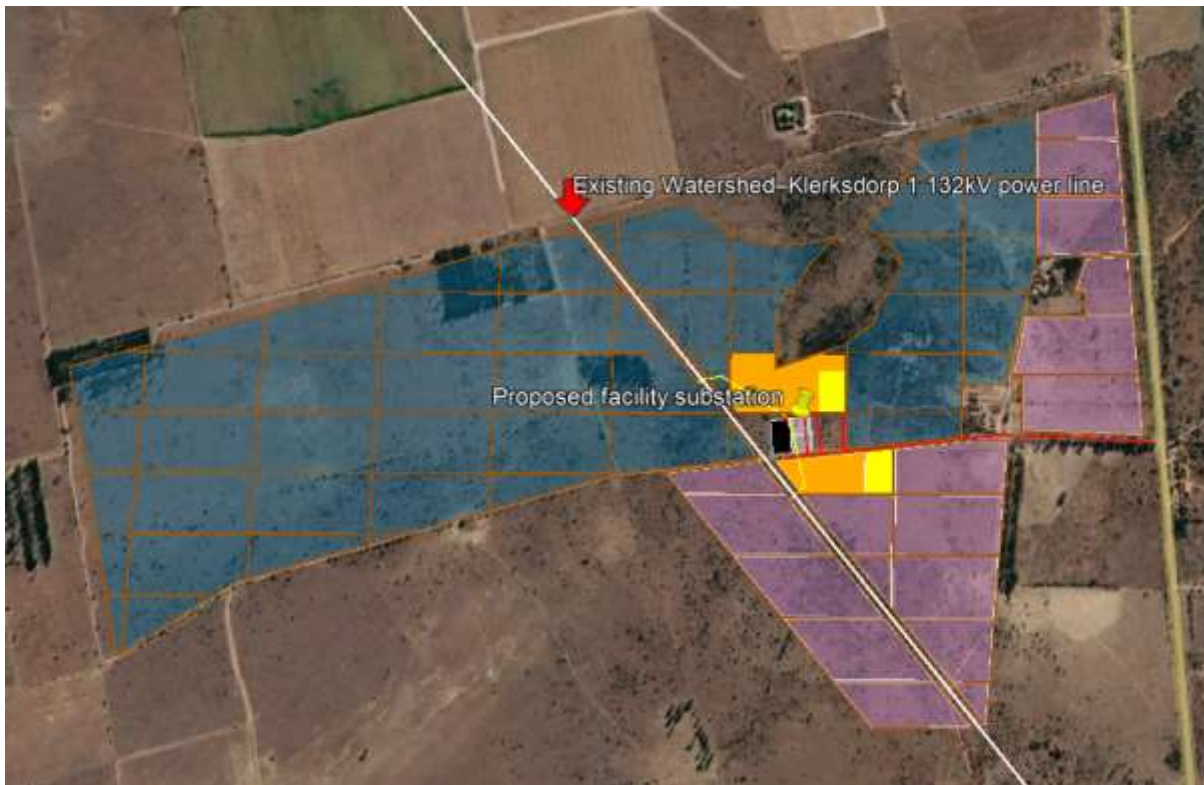 Existing Watershed–Klerksdorp 1 132kV power line
Proposed facility substation